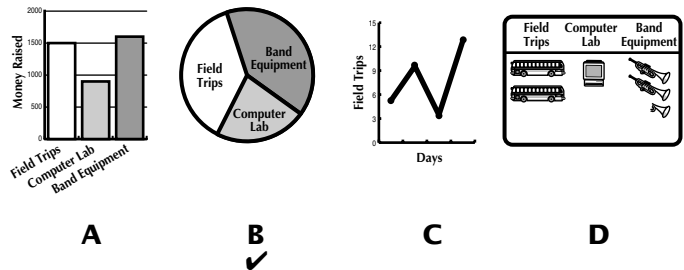 2000
1500
1000
500
0
Money Raised
Field Trips
Computer Lab
Band Equipment
A
Field
Trips
Band
Equipment
Computer
Lab
B
✔
15
12
9
6
3
0
Field Trips
Days
C
Field
Trips
Computer
Lab
Band
Equipment
D